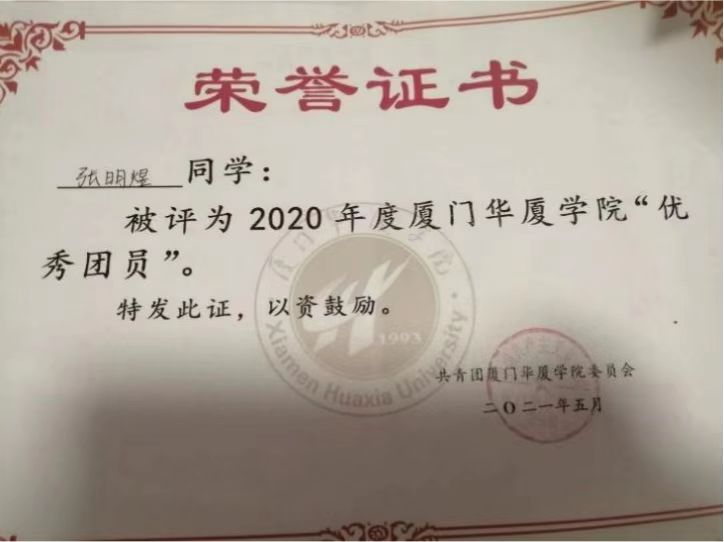 荣誉证书
张明煜 同学：
被评为 2020 年度厦门华厦学院“优
秀团员”。
特发此证，以资鼓励。
Xiamen Huaxia University
1993
共青团厦门华厦学院委员会
二〇二一年五月